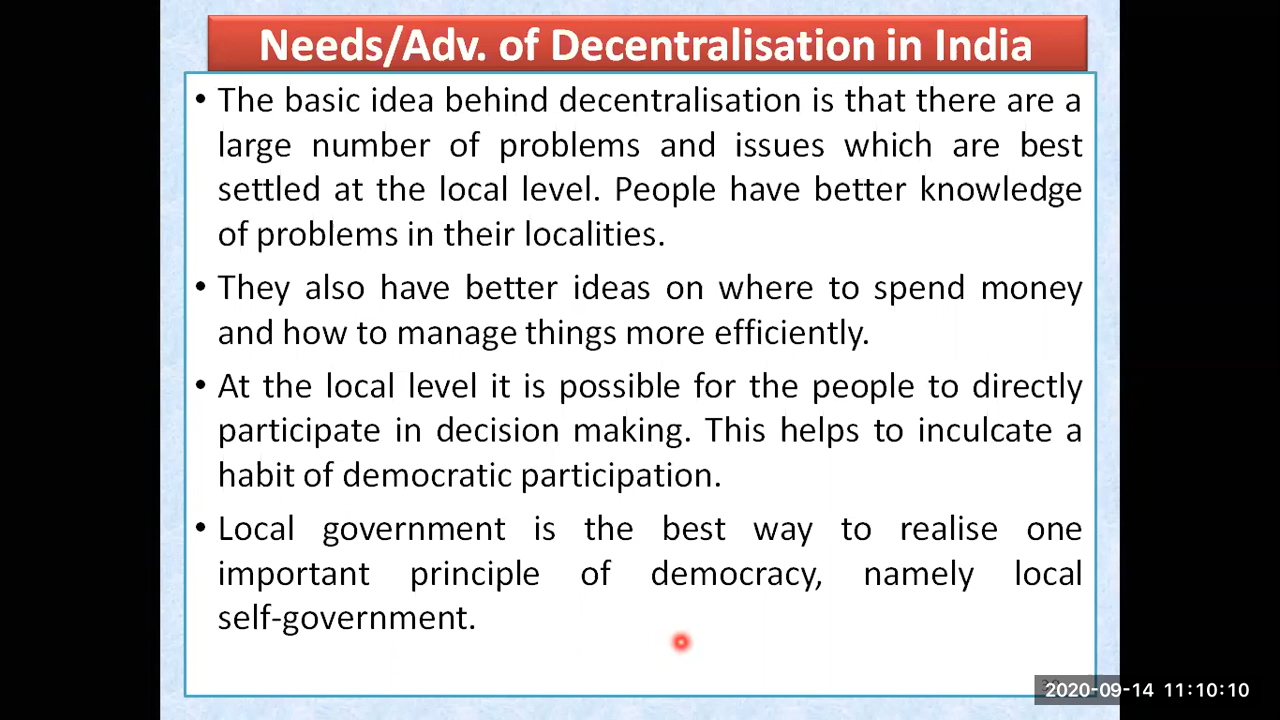 Needs/Adv. of Decentralisation in India
• The basic idea behind decentralisation is that there are a
large number of problems and issues which are best
settled at the local level. People have better knowledge
of problems in their localities.
• They also have better ideas on where to spend money
and how to manage things more efficiently.
• At the local level it is possible for the people to directly
participate in decision making. This helps to inculcate a
habit of democratic participation.
• Local government is the best way to realise one
important principle of democracy, namely local
self-government.
2020-09-14 11:10:10